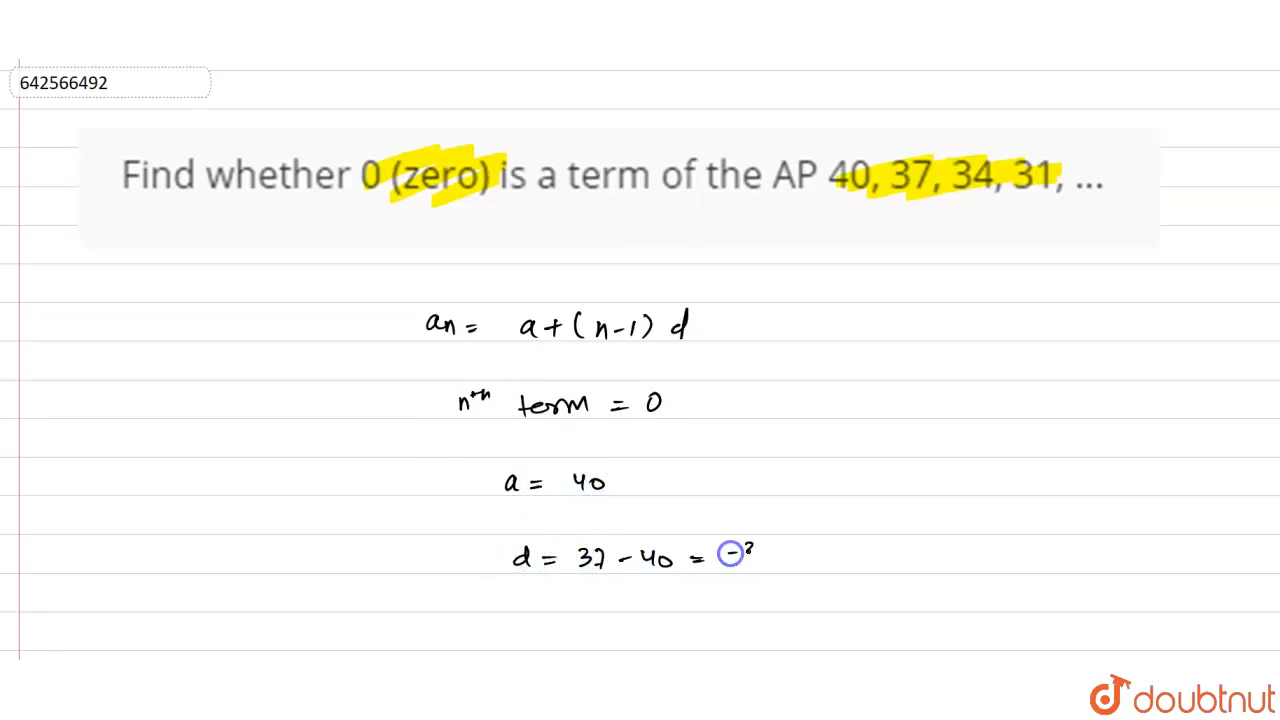 642566492
Find whether 0 (zero) is a term of the AP 40, 37, 34, 31, ...
an = a + (n-1) d
nth term = 0
a = 40
d = 37 - 40 = -3
doubtnut